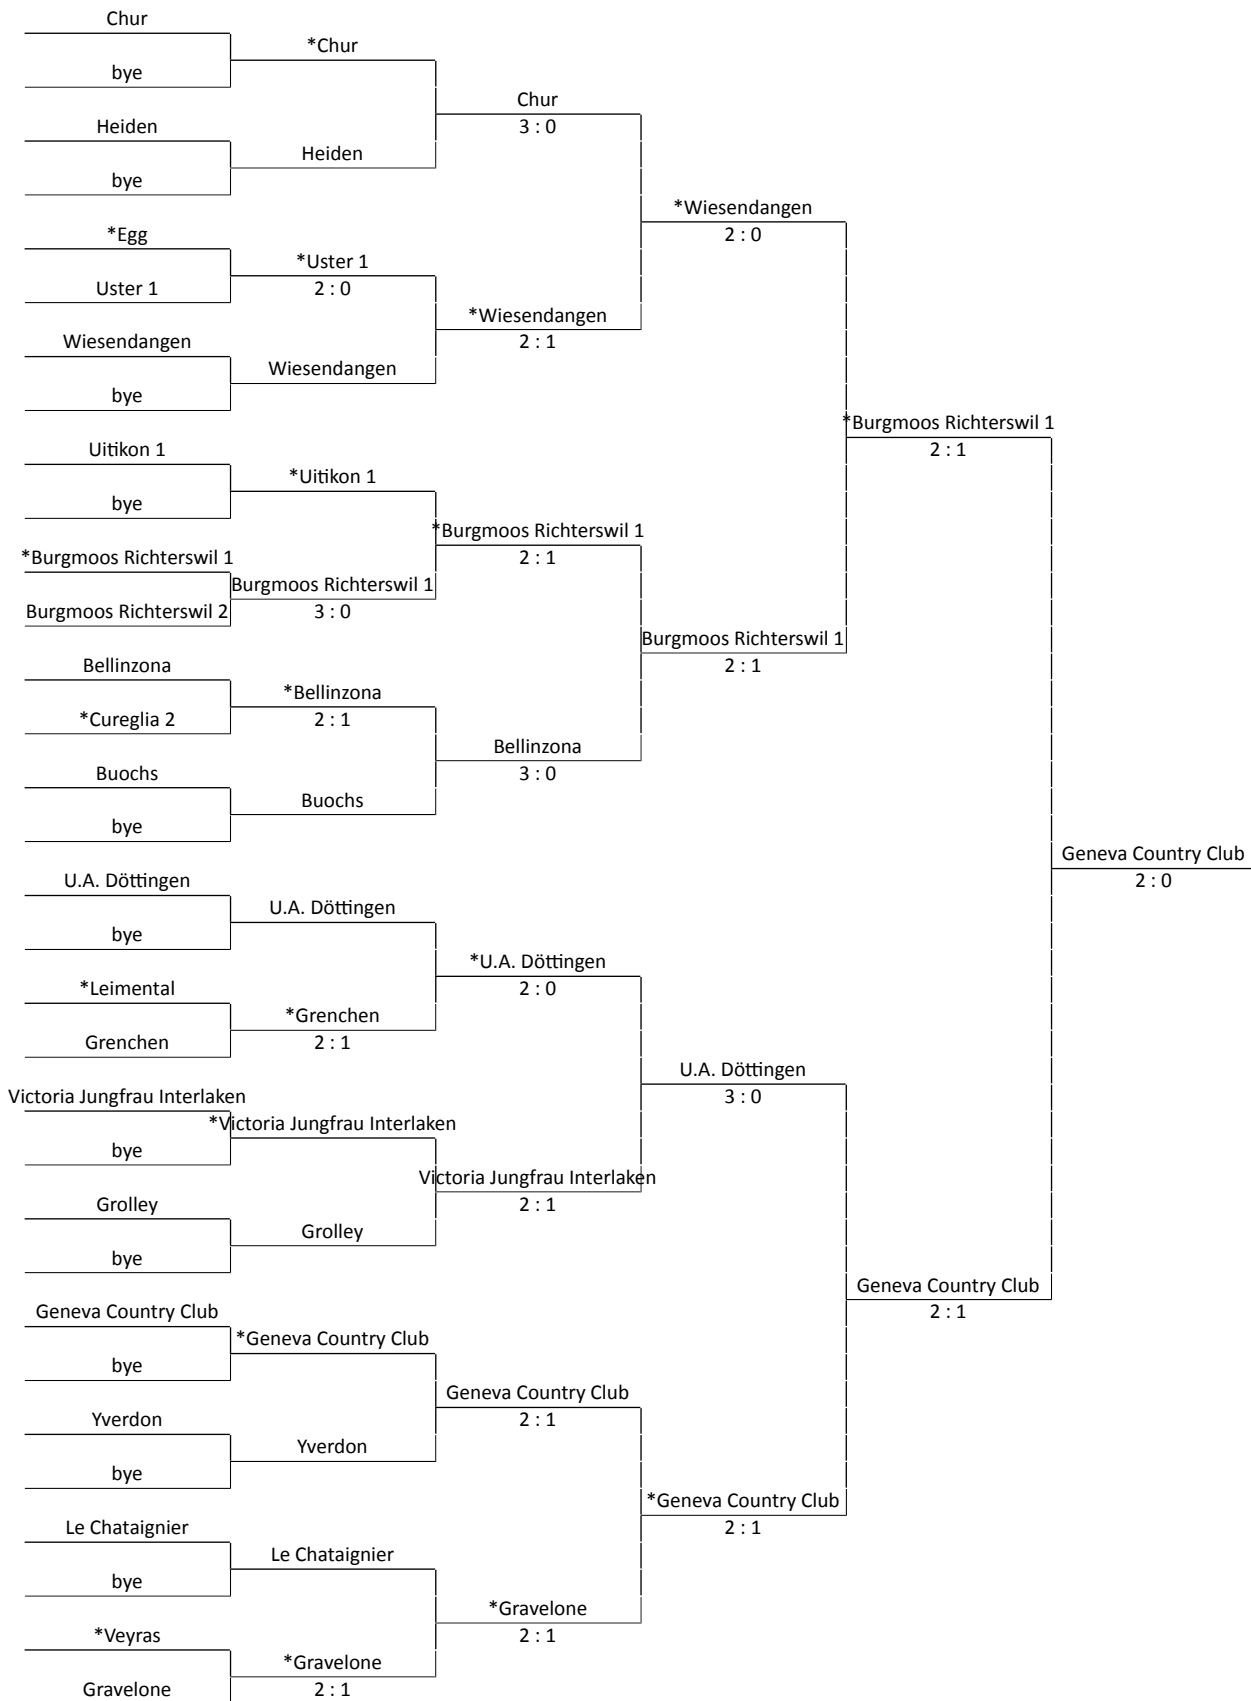 Chur
*Chur
bye
Chur
3 : 0
Heiden
Heiden
bye
*Wiesendangen
2 : 0
*Egg
*Uster 1
2 : 0
Uster 1
*Wiesendangen
2 : 1
Wiesendangen
Wiesendangen
bye
*Burgmoos Richterswil 1
2 : 1
Uitikon 1
*Uitikon 1
bye
*Burgmoos Richterswil 1
2 : 1
*Burgmoos Richterswil 1
Burgmoos Richterswil 1
3 : 0
Burgmoos Richterswil 2
Burgmoos Richterswil 1
2 : 1
Bellinzona
*Bellinzona
2 : 1
*Cureglia 2
Bellinzona
3 : 0
Buochs
Buochs
bye
Geneva Country Club
2 : 0
U.A. Döttingen
U.A. Döttingen
bye
*U.A. Döttingen
2 : 0
*Leimental
*Grenchen
2 : 1
Grenchen
U.A. Döttingen
3 : 0
Victoria Jungfrau Interlaken
*Victoria Jungfrau Interlaken
bye
Victoria Jungfrau Interlaken
2 : 1
Grolley
Grolley
bye
Geneva Country Club
2 : 1
Geneva Country Club
*Geneva Country Club
bye
Geneva Country Club
2 : 1
Yverdon
Yverdon
bye
*Geneva Country Club
2 : 1
Le Chataignier
Le Chataignier
bye
*Gravelone
2 : 1
*Veyras
*Gravelone
2 : 1
Gravelone